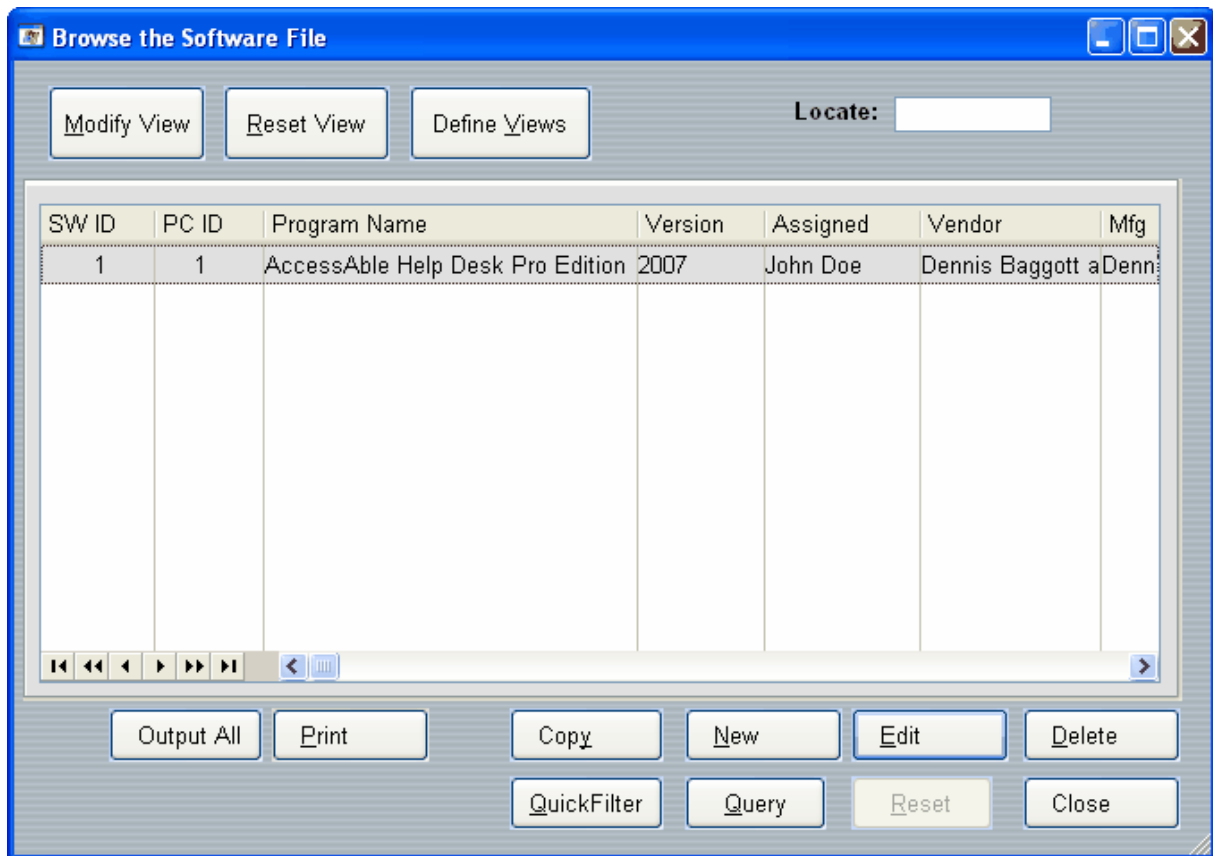 Browse the Software File
Modify View Reset View Define Views Locate:
SW ID PC ID Program Name Version Assigned Vendor Mfg
1 1 AccessAble Help Desk Pro Edition 2007 John Doe Dennis Baggott a Denn
Output All Print Copy New Edit Delete
QuickFilter Query Reset Close